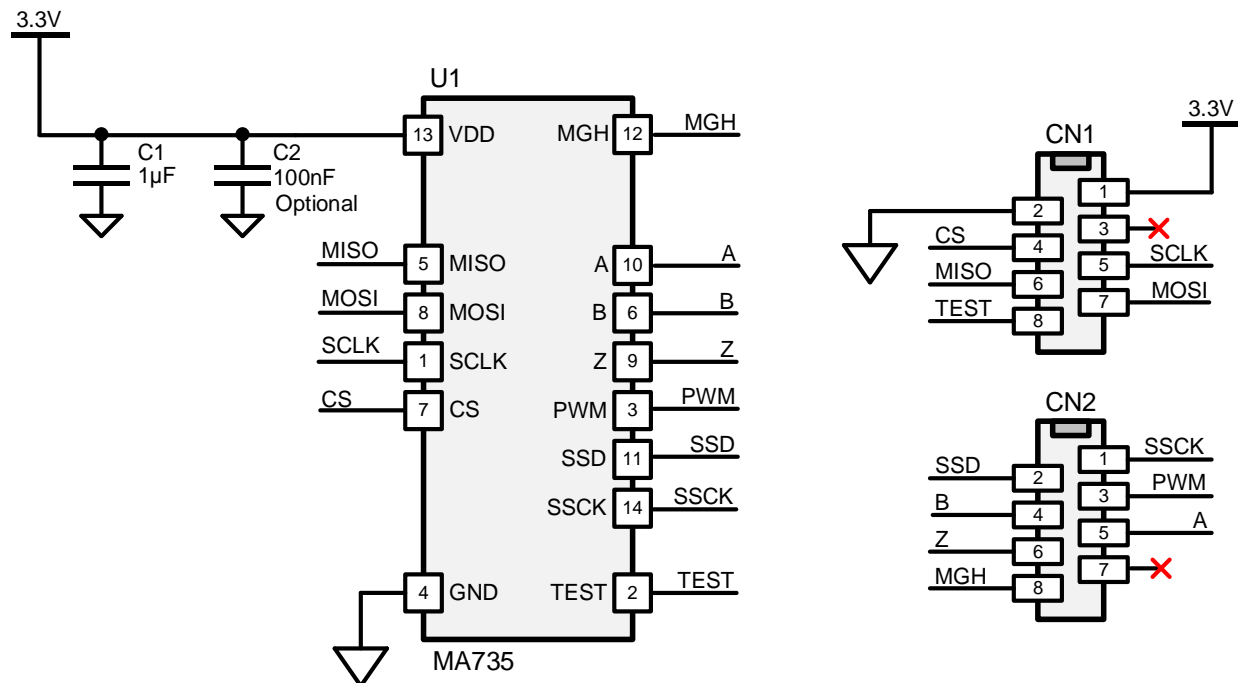 3.3V
U1
13 VDD MGH 12 MGH
C1
1µF
C2
100nF
Optional
MISO 5 MISO A 10 A
MOSI 8 MOSI B 6 B
SCLK 1 SCLK Z 9 Z
CS 7 CS PWM 3 PWM
SSD 11 SSD
SSCK 14 SSCK
4 GND TEST 2 TEST
MA735
3.3V
CN1
1
2
3
CS 4
5 SCLK
MISO 6
7 MOSI
TEST 8
CN2
1 SSCK
SSD 2
3 PWM
B 4
5 A
Z 6
7
MGH 8